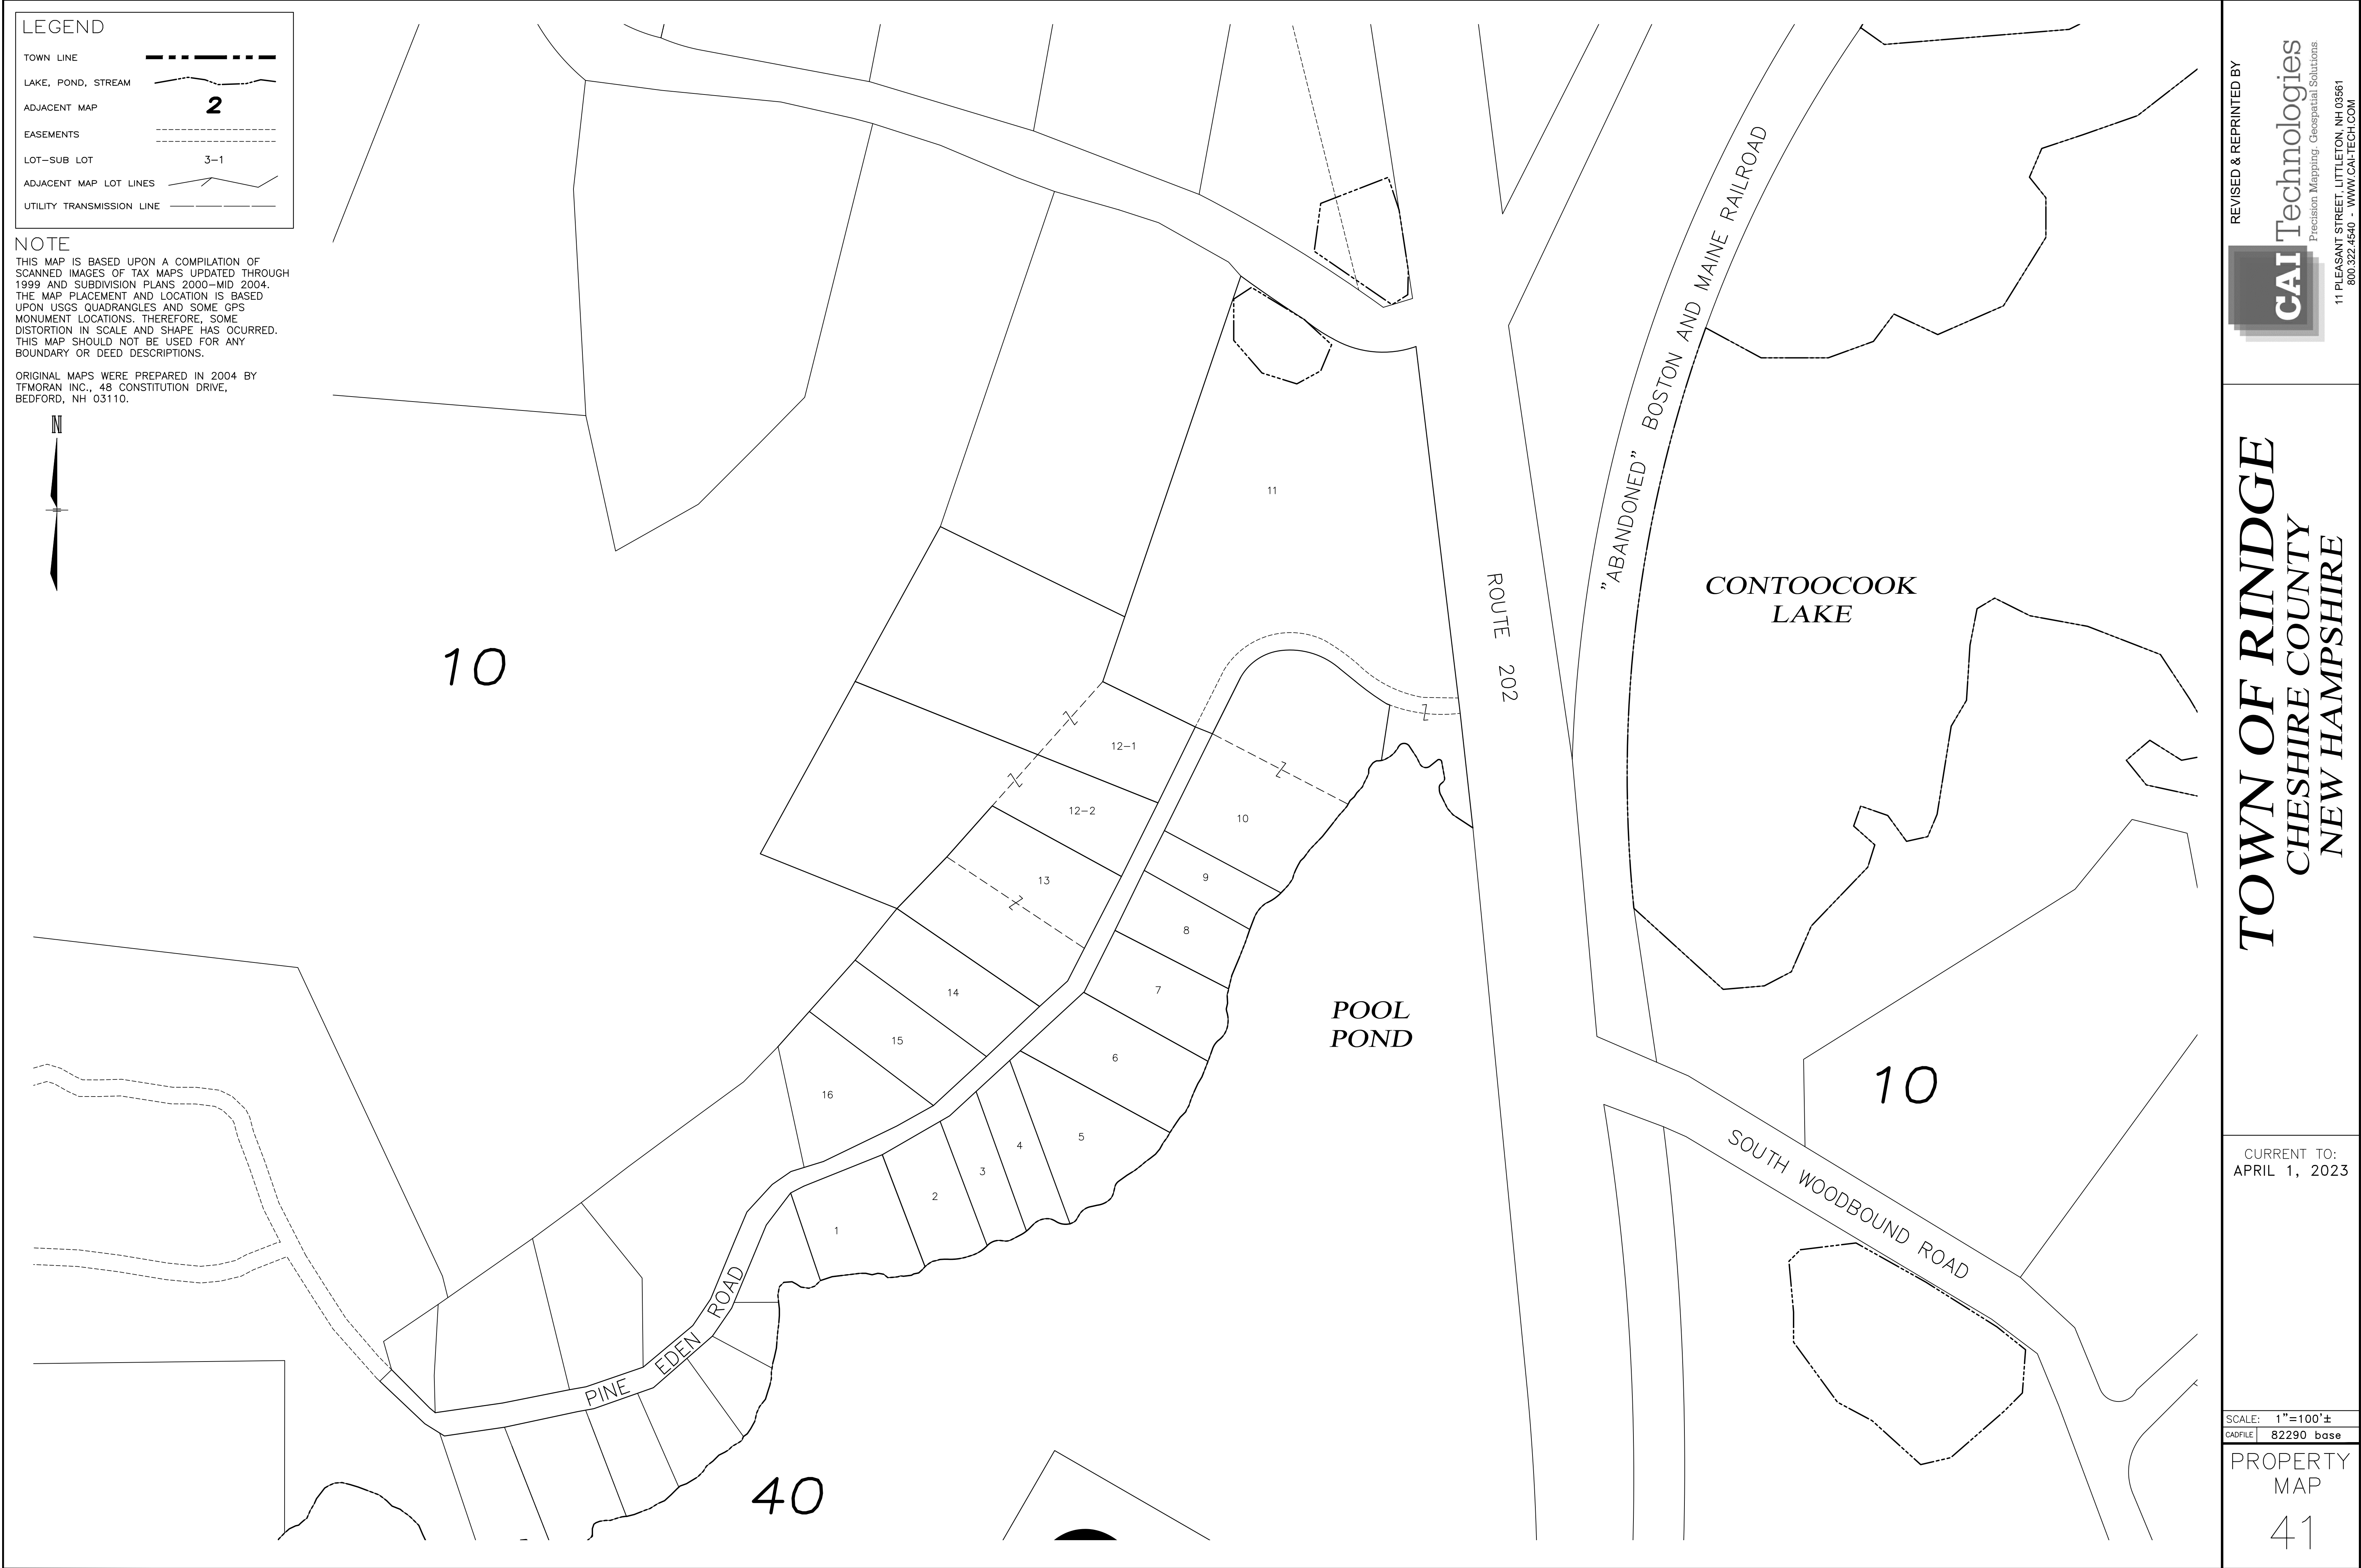 LEGEND
TOWN LINE
LAKE, POND, STREAM
ADJACENT MAP 2
EASEMENTS
LOT-SUB LOT 3-1
ADJACENT MAP LOT LINES
UTILITY TRANSMISSION LINE
NOTE
THIS MAP IS BASED UPON A COMPILATION OF
SCANNED IMAGES OF TAX MAPS UPDATED THROUGH
1999 AND SUBDIVISION PLANS 2000-MID 2004.
THE MAP PLACEMENT AND LOCATION IS BASED
UPON USGS QUADRANGLES AND SOME GPS
MONUMENT LOCATIONS. THEREFORE, SOME
DISTORTION IN SCALE AND SHAPE HAS OCURRED.
THIS MAP SHOULD NOT BE USED FOR ANY
BOUNDARY OR DEED DESCRIPTIONS.
ORIGINAL MAPS WERE PREPARED IN 2004 BY
TFMORAN INC., 48 CONSTITUTION DRIVE,
BEDFORD, NH 03110.
N
10
11
12-1
12-2
10
13
9
8
14
7
15
6
16
5
4
3
2
1
PINE EDEN ROAD
40
POOL
POND
ROUTE 202
"ABANDONED" BOSTON AND MAINE RAILROAD
CONTOOCOOK
LAKE
10
SOUTH WOODBOUND ROAD
REVISED & REPRINTED BY
CAI Technologies
Precision Mapping. Geospatial Solutions.
11 PLEASANT STREET, LITTLETON, NH 03561
800.322.4540 - WWW.CAI-TECH.COM
TOWN OF RINDGE
CHESHIRE COUNTY
NEW HAMPSHIRE
CURRENT TO:
APRIL 1, 2023
SCALE: 1"=100'±
CADFILE 82290 base
PROPERTY
MAP
41